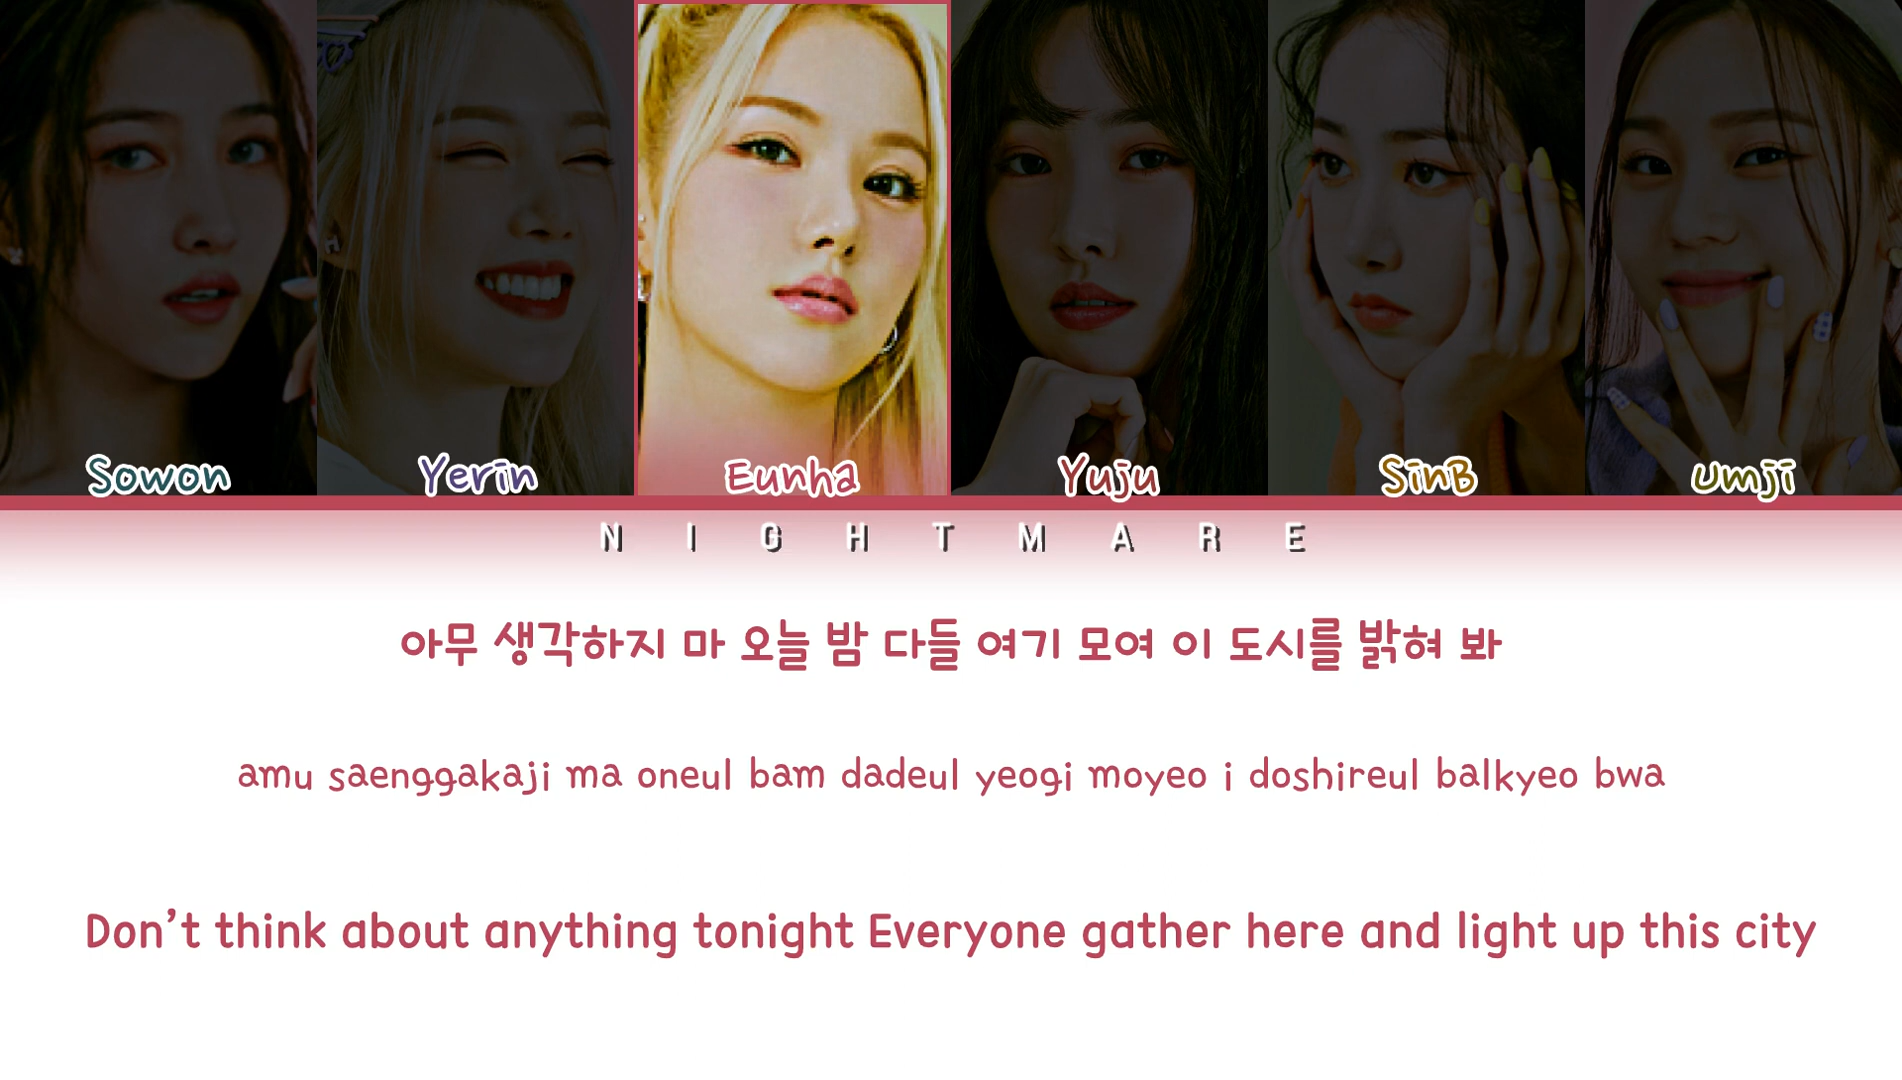 Sowon Yerin Eunha Yuju SinB Umji
NIGHTMARE
아무 생각하지 마 오늘 밤 다들 여기 모여 이 도시를 밝혀 봐
amu saenggakaji ma oneul bam dadeul yeogi moyeo i doshireul balkyeo bwa
Don’t think about anything tonight Everyone gather here and light up this city